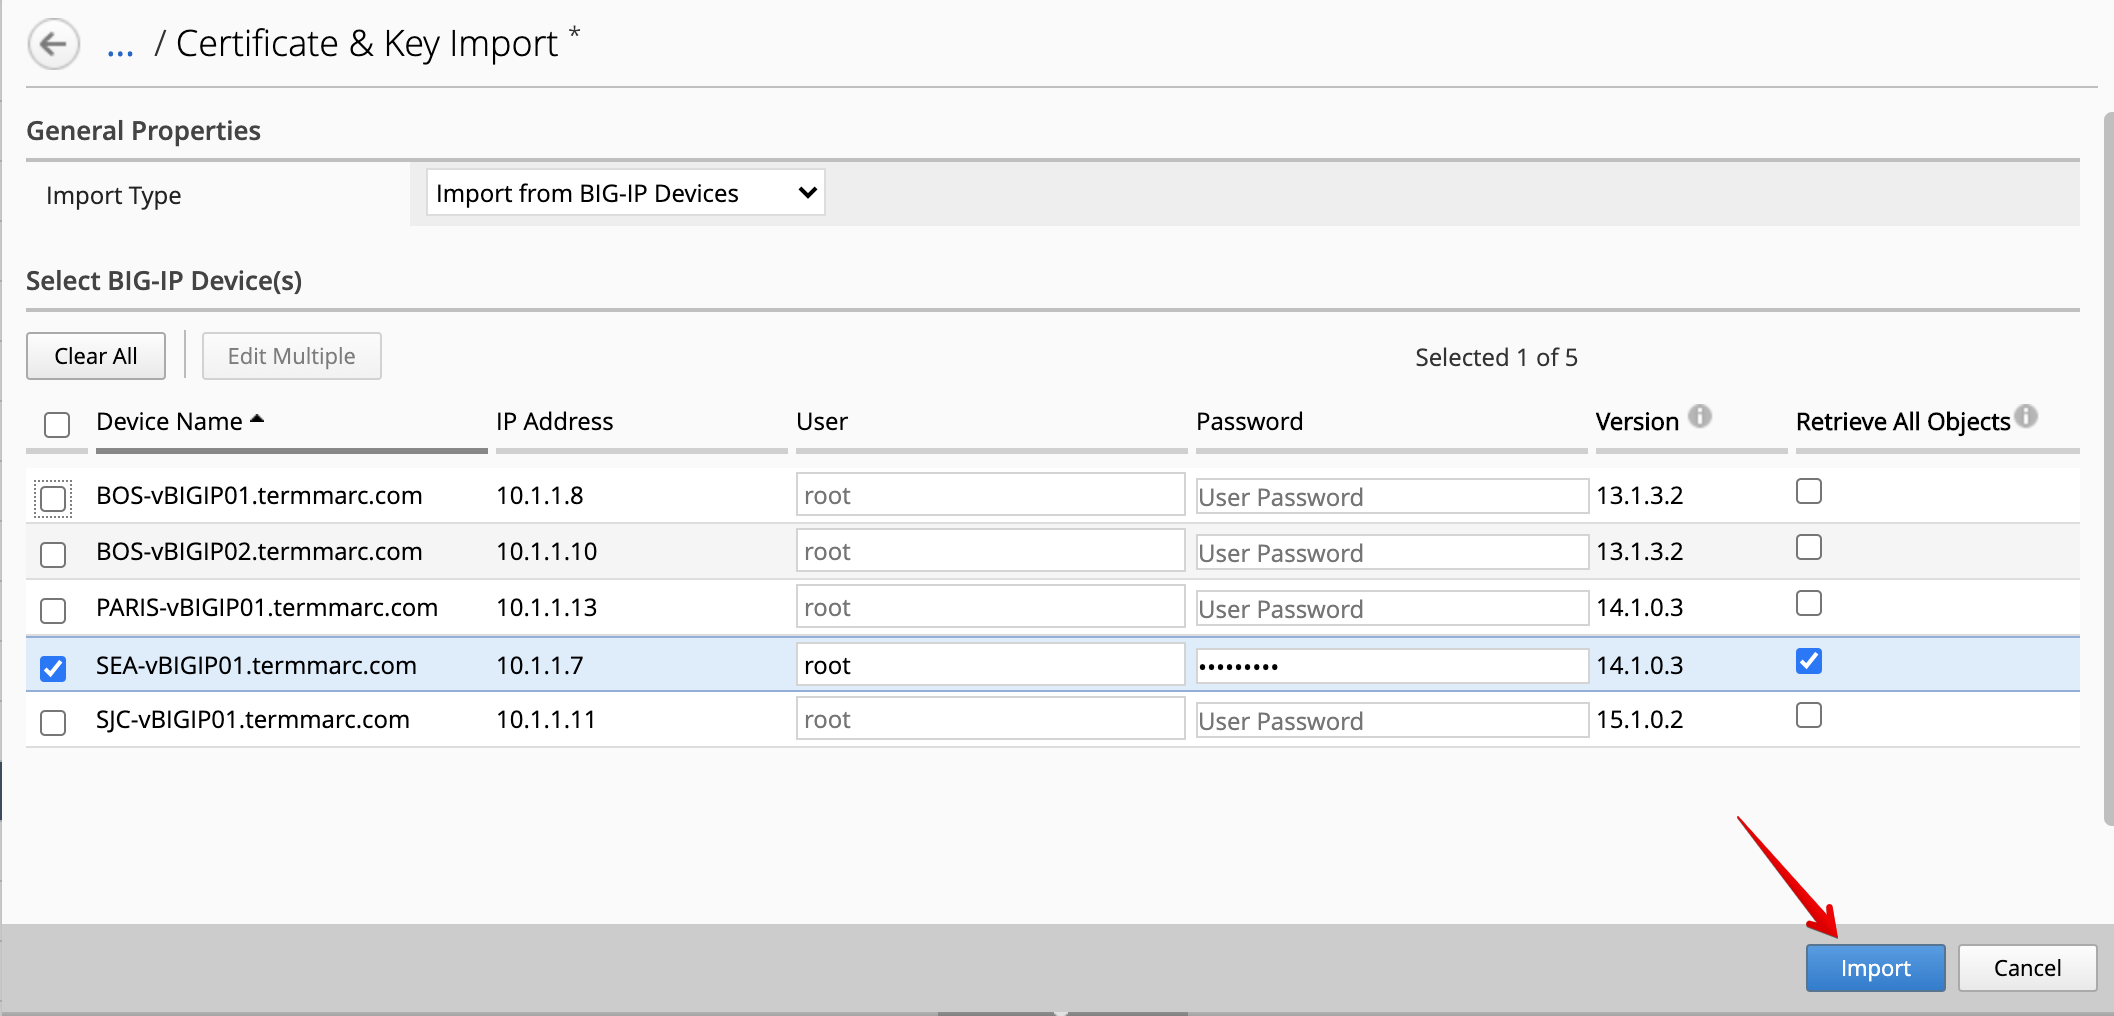 ... / Certificate & Key Import *
General Properties
Import Type Import from BIG-IP Devices
Select BIG-IP Device(s)
Clear All Edit Multiple Selected 1 of 5
Device Name IP Address User Password Version Retrieve All Objects
BOS-vBIGIP01.termmarc.com 10.1.1.8 root User Password 13.1.3.2
BOS-vBIGIP02.termmarc.com 10.1.1.10 root User Password 13.1.3.2
PARIS-vBIGIP01.termmarc.com 10.1.1.13 root User Password 14.1.0.3
SEA-vBIGIP01.termmarc.com 10.1.1.7 root ••••••••• 14.1.0.3
SJC-vBIGIP01.termmarc.com 10.1.1.11 root User Password 15.1.0.2
Import Cancel